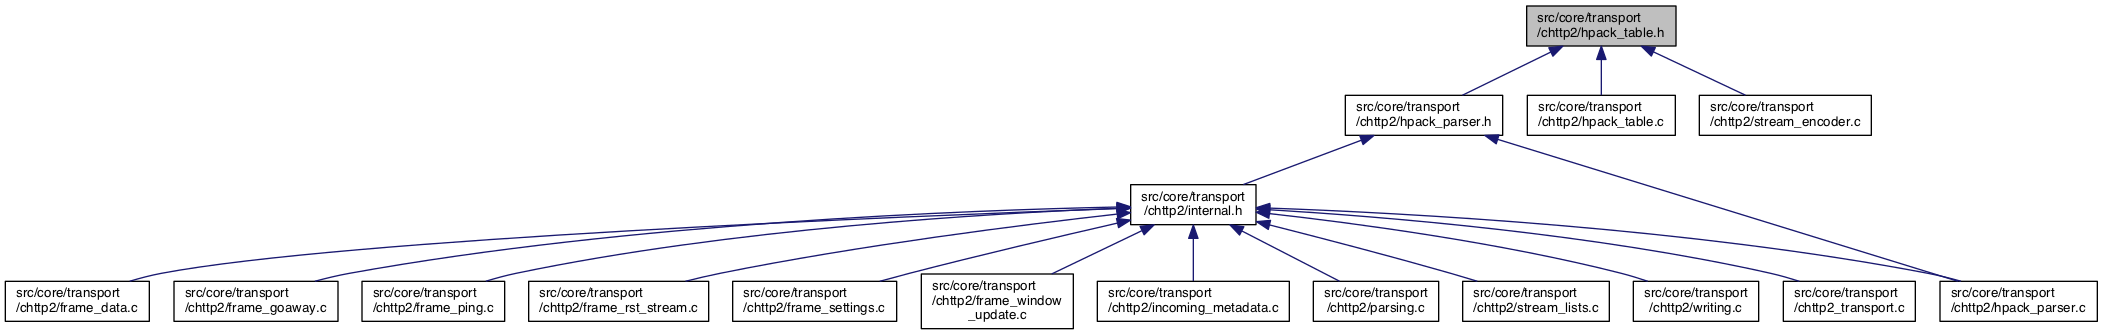 src/core/transport
/chttp2/hpack_table.h
src/core/transport
/chttp2/hpack_parser.h
src/core/transport
/chttp2/hpack_table.c
src/core/transport
/chttp2/stream_encoder.c
src/core/transport
/chttp2/internal.h
src/core/transport
/chttp2/frame_data.c
src/core/transport
/chttp2/frame_goaway.c
src/core/transport
/chttp2/frame_ping.c
src/core/transport
/chttp2/frame_rst_stream.c
src/core/transport
/chttp2/frame_settings.c
src/core/transport
/chttp2/frame_window
_update.c
src/core/transport
/chttp2/incoming_metadata.c
src/core/transport
/chttp2/parsing.c
src/core/transport
/chttp2/stream_lists.c
src/core/transport
/chttp2/writing.c
src/core/transport
/chttp2_transport.c
src/core/transport
/chttp2/hpack_parser.c